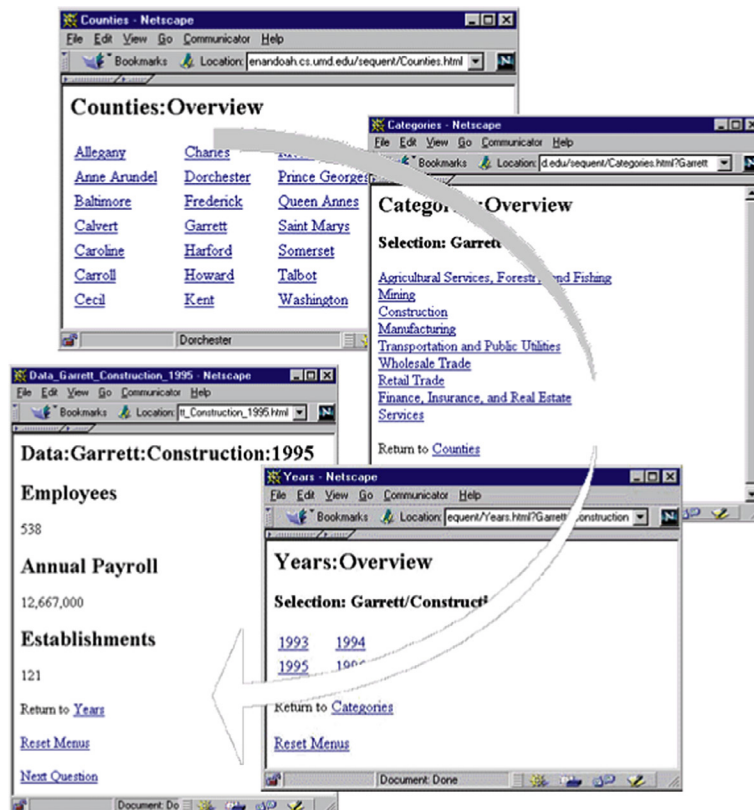 Counties - Netscape
File Edit View Go Communicator Help
Bookmarks Location: enandoah.cs.umd.edu/sequent/Counties.html N
Counties:Overview
Allegany Charles
Anne Arundel Dorchester Prince Georges
Baltimore Frederick Queen Annes
Calvert Garrett Saint Marys
Caroline Harford Somerset
Carroll Howard Talbot
Cecil Kent Washington
Dorchester
Categories - Netscape
File Edit View Go Communicator Help
Bookmarks Location: d.edu/sequent/Categories.html?Garrett N
Categories:Overview
Selection: Garrett
Agricultural Services, Forestry, and Fishing
Mining
Construction
Manufacturing
Transportation and Public Utilities
Wholesale Trade
Retail Trade
Finance, Insurance, and Real Estate
Services
Return to Counties
Years - Netscape
File Edit View Go Communicator Help
Bookmarks Location: equent/Years.html?Garrett Construction N
Years:Overview
Selection: Garrett/Constructi
1993 1994
1995
Return to Categories
Reset Menus
Document: Done
Data_Garrett_Construction_1995 - Netscape
File Edit View Go Communicator Help
Bookmarks Location: tt_Construction_1995.html N
Data:Garrett:Construction:1995
Employees
538
Annual Payroll
12,667,000
Establishments
121
Return to Years
Reset Menus
Next Question
Document: Do